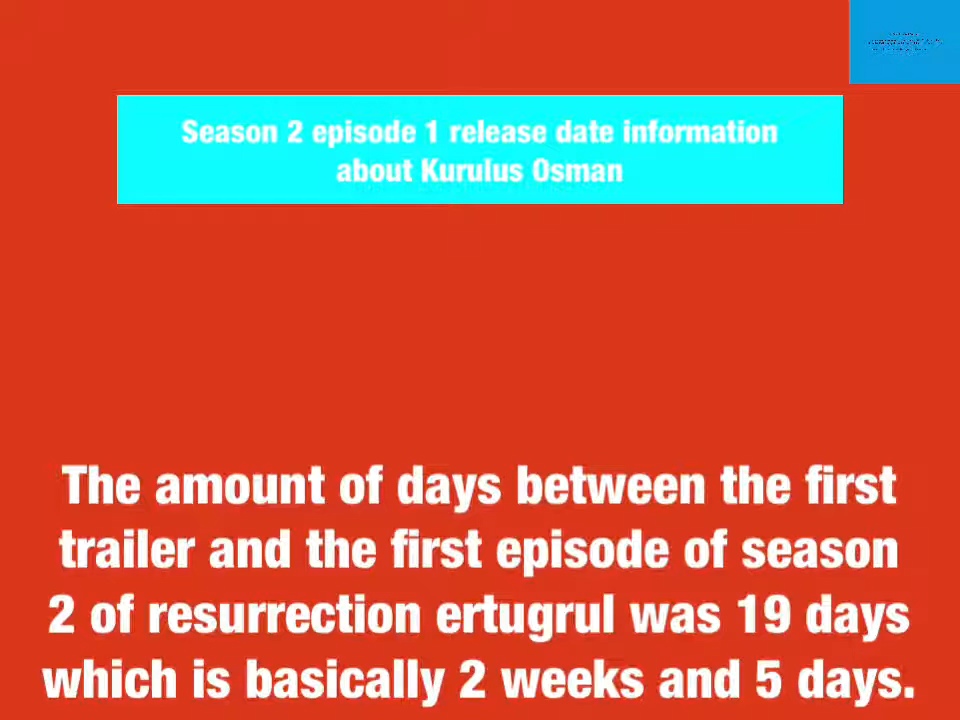 Season 2 episode 1 release date information
about Kurulus Osman
The amount of days between the first
trailer and the first episode of season
2 of resurrection ertugrul was 19 days
which is basically 2 weeks and 5 days.